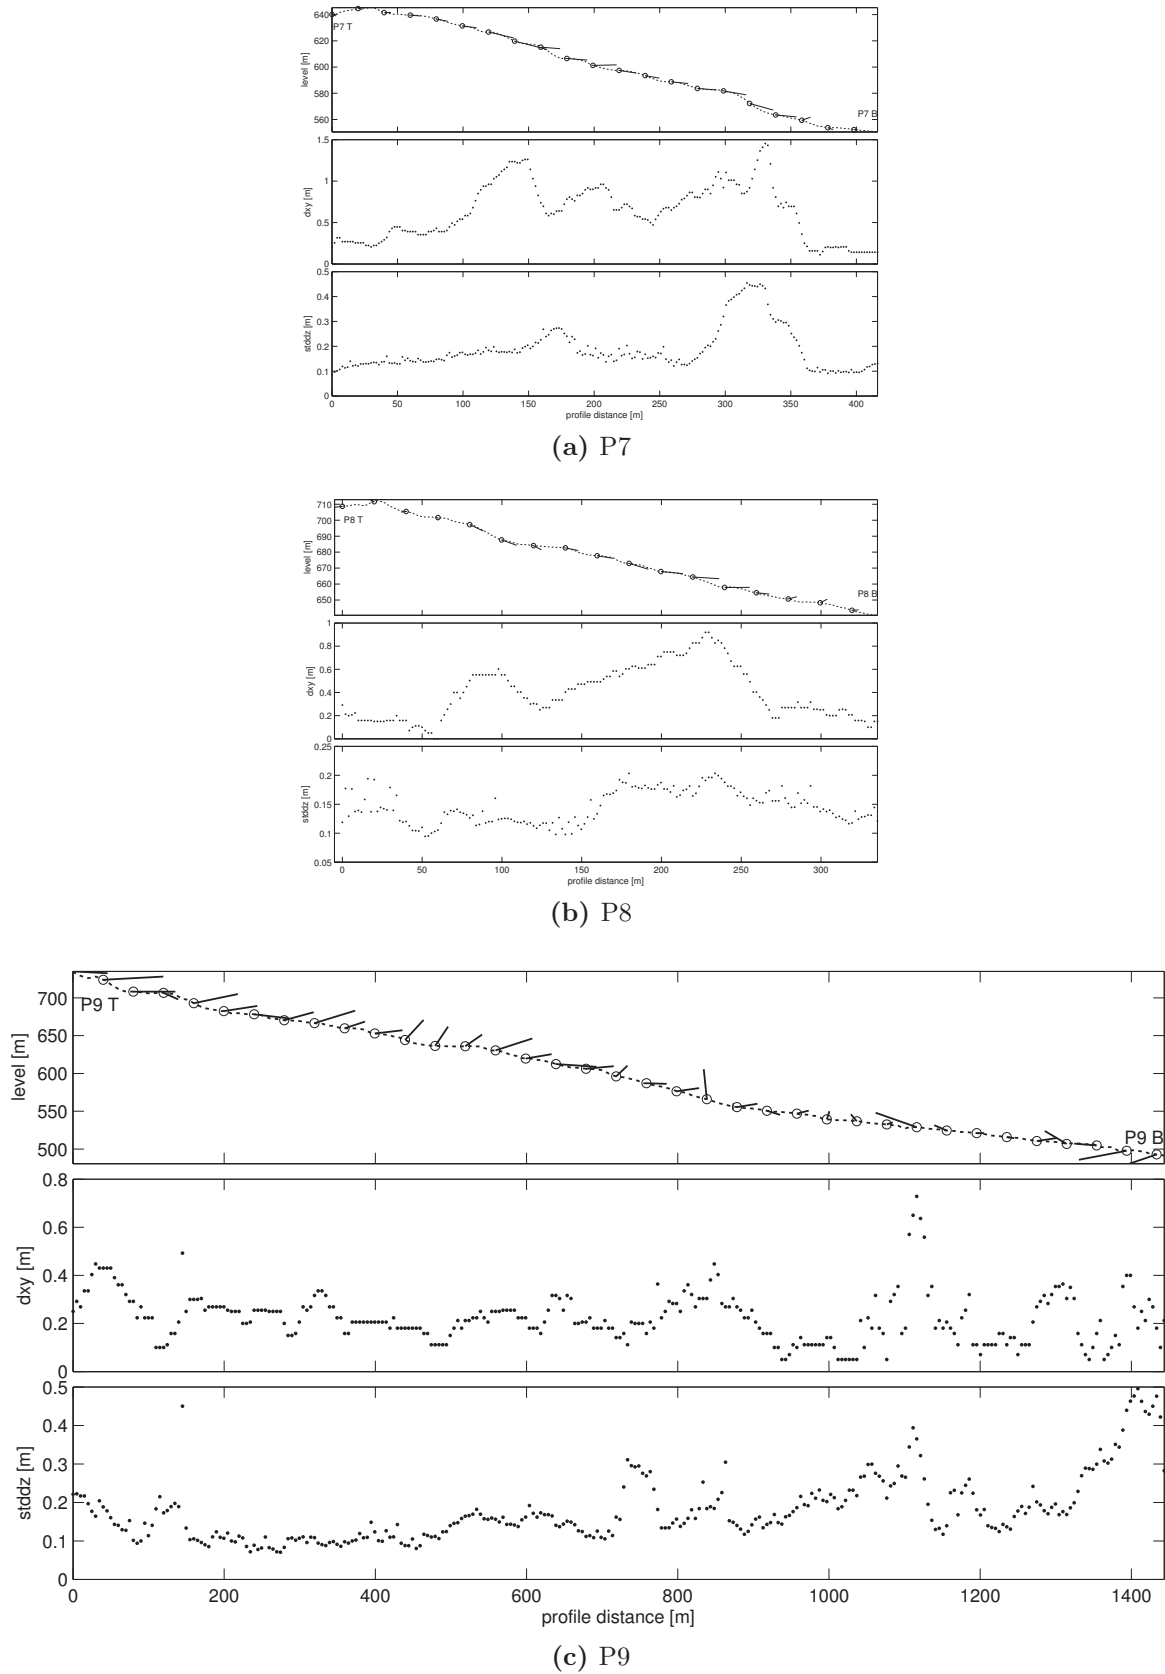 640
P7 T
620
600
580
560
level [m]
P7 B
1.5
1
0.5
0
dxy [m]
0.5
0.4
0.3
0.2
0.1
0
stddz [m]
0 50 100 150 200 250 300 350 400
profile distance [m]
(a) P7
710
700
690
680
670
660
650
level [m]
P8 T
P8 B
1
0.8
0.6
0.4
0.2
0
dxy [m]
0.25
0.2
0.15
0.1
0.05
stddz [m]
0 50 100 150 200 250 300
profile distance [m]
(b) P8
700
650
600
550
500
level [m]
P9 T
P9 B
0.8
0.6
0.4
0.2
0
dxy [m]
0.5
0.4
0.3
0.2
0.1
0
stddz [m]
0 200 400 600 800 1000 1200 1400
profile distance [m]
(c) P9